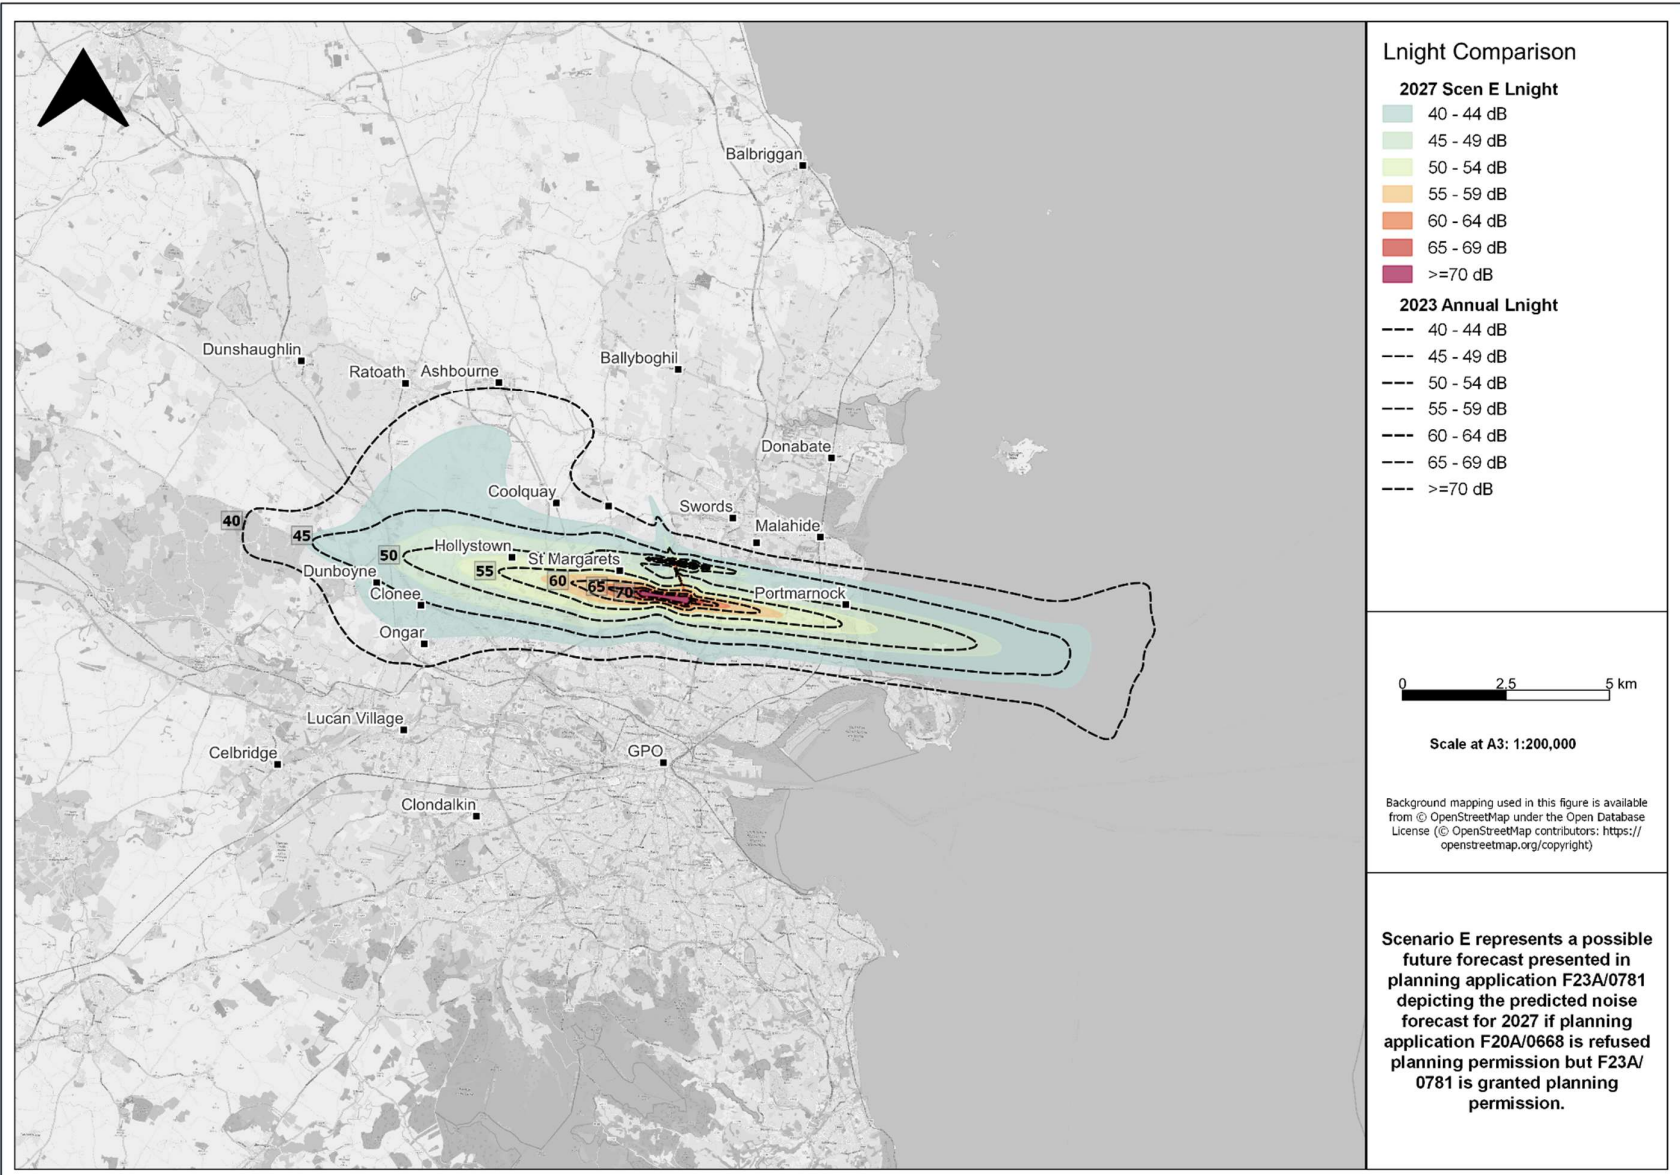 Balbriggan
Dunshaughlin
Ratoath
Ashbourne
Ballyboghil
Donabate
Coolquay
Swords
Malahide
40
45
50
Hollystown
St Margarets
55
60
65
70
Dunboyne
Clonee
Portmarnock
Ongar
Lucan Village
Celbridge
GPO
Clondalkin
Lnight Comparison
2027 Scen E Lnight
40 - 44 dB
45 - 49 dB
50 - 54 dB
55 - 59 dB
60 - 64 dB
65 - 69 dB
>=70 dB
2023 Annual Lnight
40 - 44 dB
45 - 49 dB
50 - 54 dB
55 - 59 dB
60 - 64 dB
65 - 69 dB
>=70 dB
0 2.5 5 km
Scale at A3: 1:200,000
Background mapping used in this figure is available
from © OpenStreetMap under the Open Database
License (© OpenStreetMap contributors: https://
openstreetmap.org/copyright)
Scenario E represents a possible
future forecast presented in
planning application F23A/0781
depicting the predicted noise
forecast for 2027 if planning
application F20A/0668 is refused
planning permission but F23A/
0781 is granted planning
permission.